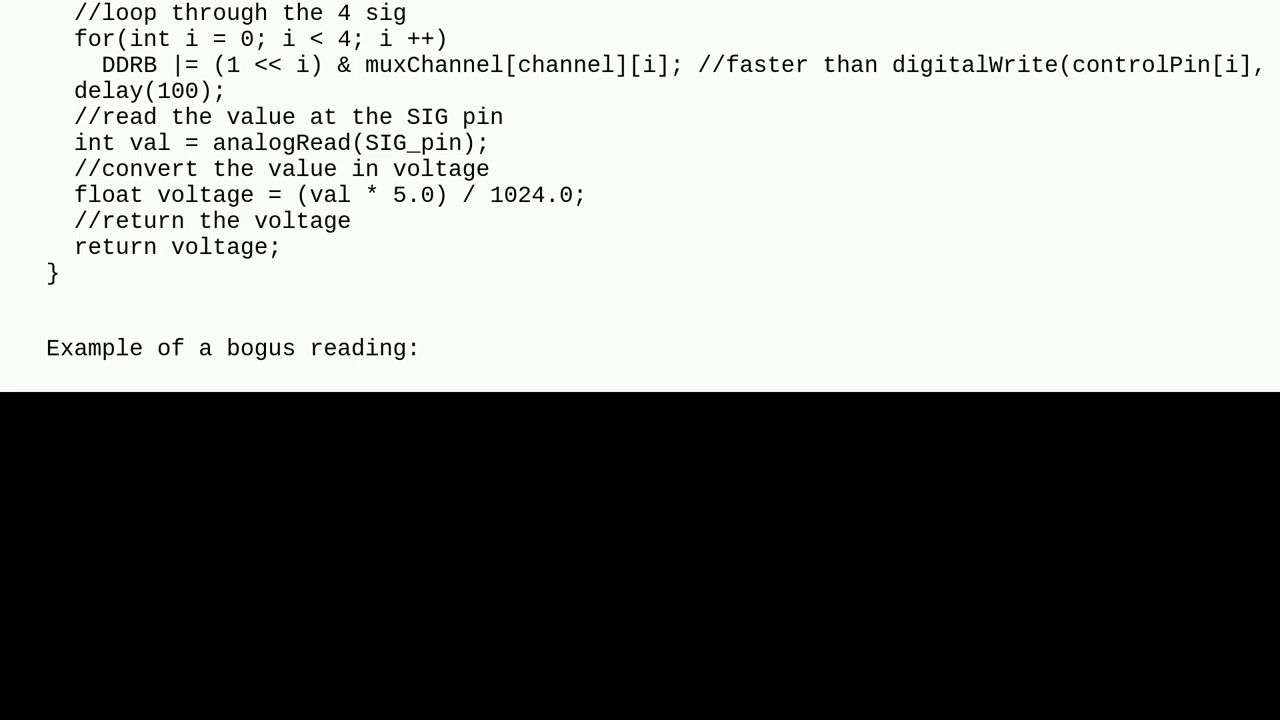 //loop through the 4 sig
for(int i = 0; i < 4; i ++)
DDRB |= (1 << i) & muxChannel[channel][i]; //faster than digitalWrite(controlPin[i],
delay(100);
//read the value at the SIG pin
int val = analogRead(SIG_pin);
//convert the value in voltage
float voltage = (val * 5.0) / 1024.0;
//return the voltage
return voltage;
}
Example of a bogus reading: